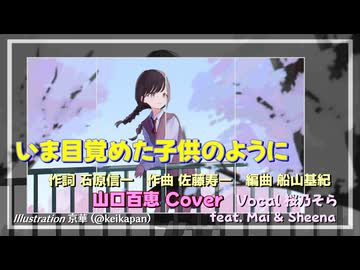 いま目覚めた子供のように
作詞 石原信一　作曲 佐藤寿一　編曲 船山基紀
山口百恵 Cover　Vocal 桜乃そら
Illustration 京華 (@keikapan)　feat. Mai & Sheena